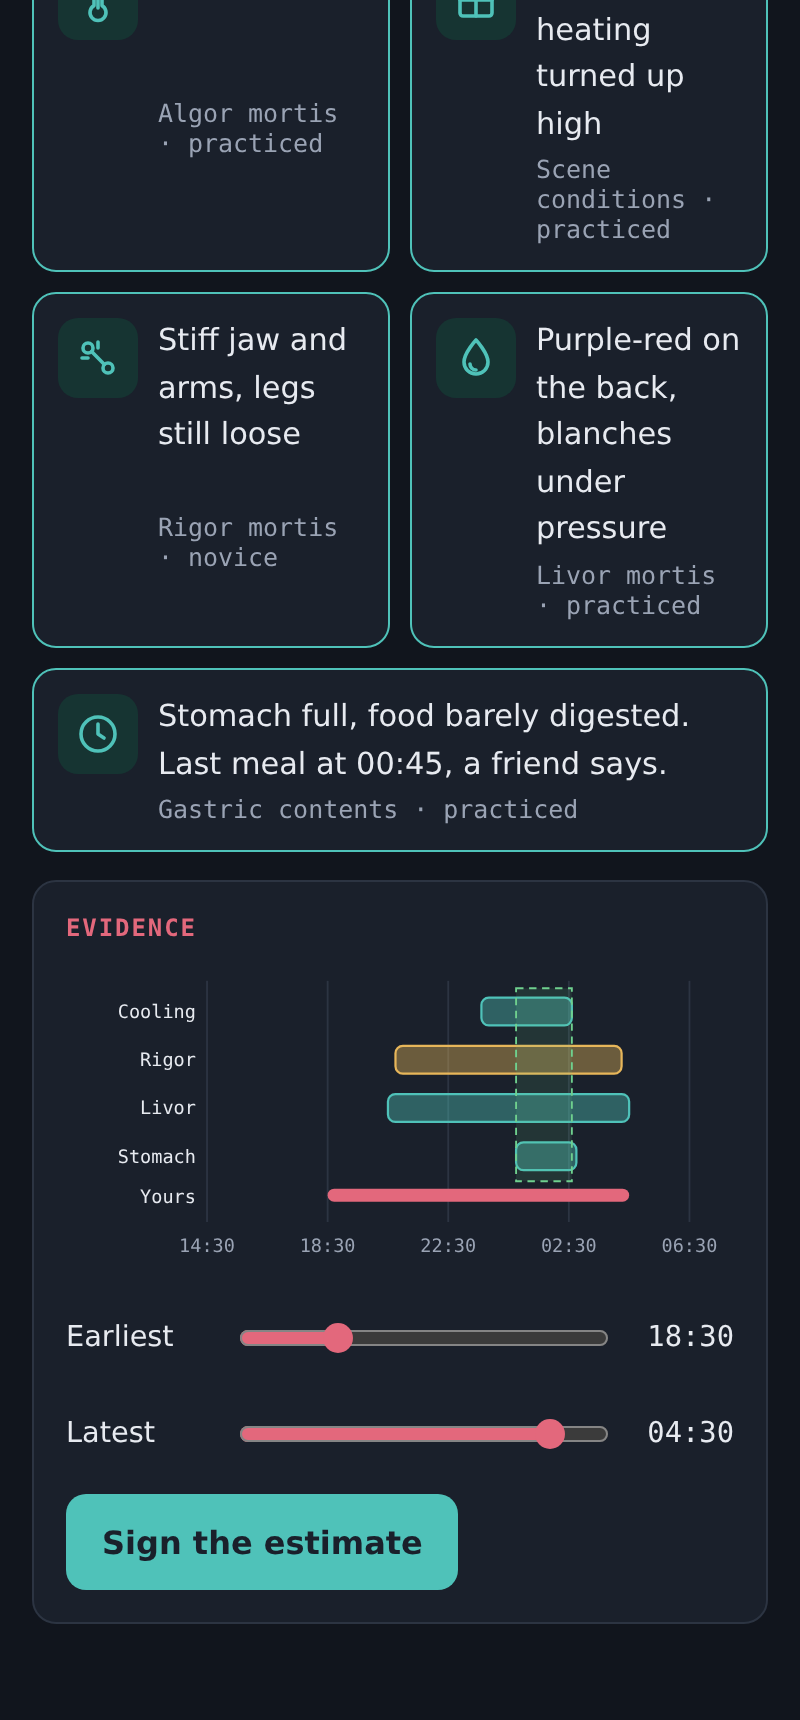 Algor mortis
· practiced
heating
turned up
high
Scene
conditions ·
practiced
Stiff jaw and
arms, legs
still loose
Rigor mortis
· novice
Purple-red on
the back,
blanches
under
pressure
Livor mortis
· practiced
Stomach full, food barely digested.
Last meal at 00:45, a friend says.
Gastric contents · practiced
EVIDENCE
Cooling
Rigor
Livor
Stomach
Yours
14:30 18:30 22:30 02:30 06:30
Earliest 18:30
Latest 04:30
Sign the estimate